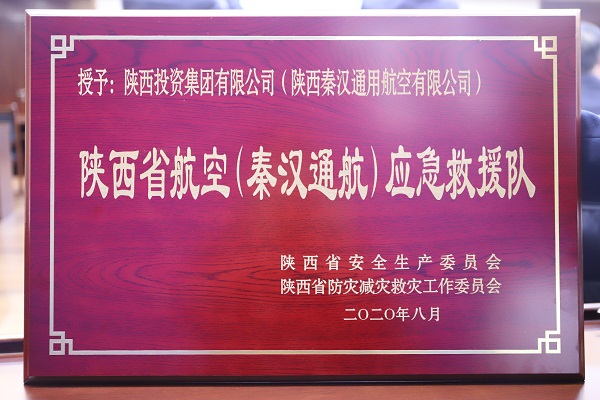 授予：陕西投资集团有限公司（陕西秦汉通用航空有限公司）
陕西省航空（秦汉通航）应急救援队
陕西省安全生产委员会
陕西省防灾减灾救灾工作委员会
二〇二〇年八月